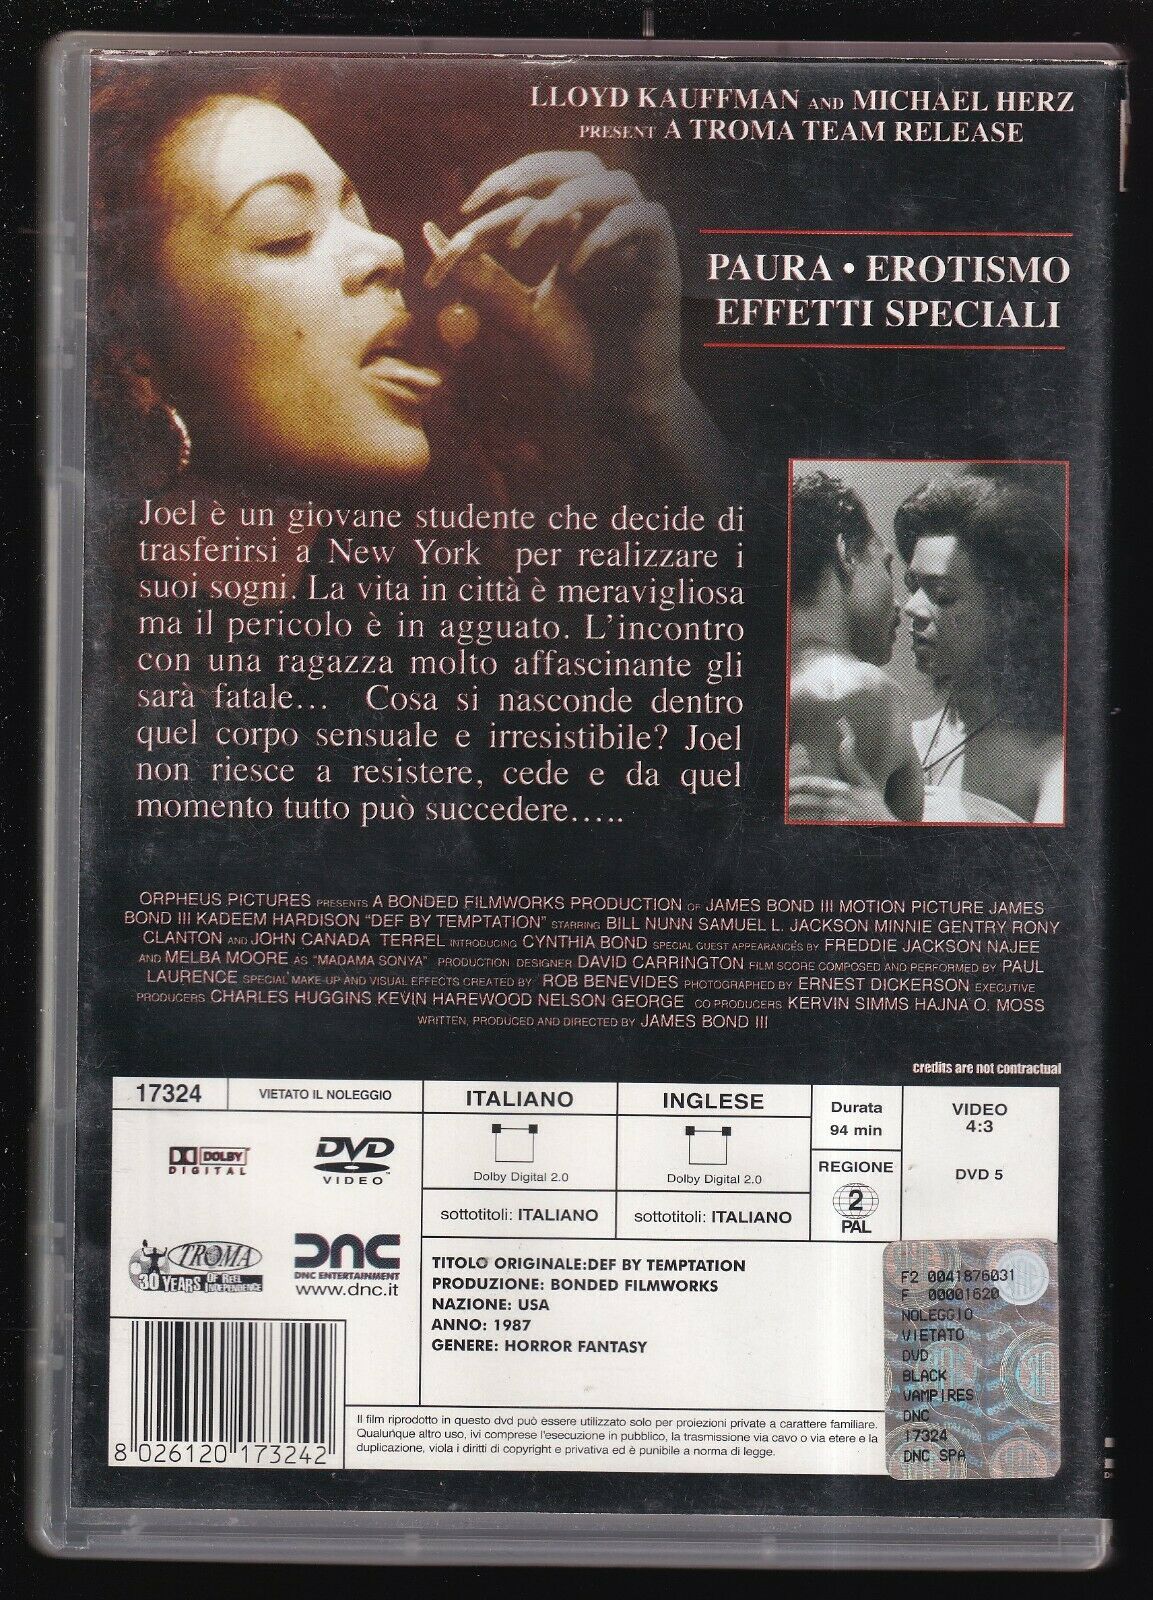 LLOYD KAUFFMAN AND MICHAEL HERZ
PRESENT A TROMA TEAM RELEASE
PAURA • EROTISMO
EFFETTI SPECIALI
Joel è un giovane studente che decide di
trasferirsi a New York per realizzare i
suoi sogni. La vita in città è meravigliosa
ma il pericolo è in agguato. L'incontro
con una ragazza molto affascinante gli
sarà fatale... Cosa si nasconde dentro
quel corpo sensuale e irresistibile? Joel
non riesce a resistere, cede e da quel
momento tutto può succedere.....
ORPHEUS PICTURES PRESENTS A BONDED FILMWORKS PRODUCTION OF JAMES BOND III MOTION PICTURE JAMES
BOND III KADEEM HARDISON "DEF BY TEMPTATION" STARRING BILL NUNN SAMUEL L. JACKSON MINNIE GENTRY RONY
CLANTON AND JOHN CANADA TERREL INTRODUCING CYNTHIA BOND SPECIAL GUEST APPEARANCES BY FREDDIE JACKSON NAJEE
AND MELBA MOORE AS "MADAMA SONYA" PRODUCTION DESIGNER DAVID CARRINGTON FILM SCORE COMPOSED AND PERFORMED BY PAUL
LAURENCE SPECIAL MAKE-UP AND VISUAL EFFECTS CREATED BY ROB BENEVIDES PHOTOGRAPHED BY ERNEST DICKERSON EXECUTIVE
PRODUCERS CHARLES HUGGINS KEVIN HAREWOOD NELSON GEORGE CO PRODUCERS KERVIN SIMMS HAJNA O. MOSS
WRITTEN, PRODUCED AND DIRECTED BY JAMES BOND III
credits are not contractual
17324
VIETATO IL NOLEGGIO
DOLBY
DIGITAL
DVD
VIDEO
TROMA
30 YEARS OF REEL INDEPENDENCE
DNC
DNC ENTERTAINMENT
www.dnc.it
ITALIANO
Dolby Digital 2.0
sottotitoli: ITALIANO
INGLESE
Dolby Digital 2.0
sottotitoli: ITALIANO
Durata
94 min
REGIONE
2
PAL
VIDEO
4:3
DVD 5
TITOLO ORIGINALE:DEF BY TEMPTATION
PRODUZIONE: BONDED FILMWORKS
NAZIONE: USA
ANNO: 1987
GENERE: HORROR FANTASY
F2 0041876031
F 00001620
NOLEGGIO
VIETATO
DVD
BLACK
VAMPIRES
DNC
17324
DNC SPA
8 026120 173242
Il film riprodotto in questo dvd può essere utilizzato solo per proiezioni private a carattere familiare.
Qualunque altro uso, ivi comprese l'esecuzione in pubblico, la trasmissione via cavo o via etere e la
duplicazione, viola i diritti di copyright e privativa ed è punibile a norma di legge.